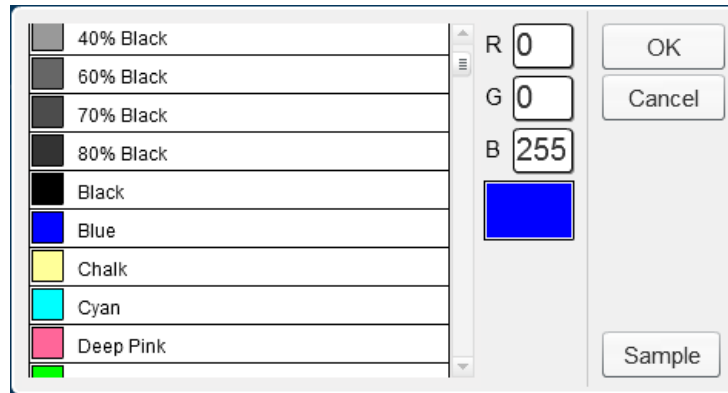 40% Black
60% Black
70% Black
80% Black
Black
Blue
Chalk
Cyan
Deep Pink
R 0
G 0
B 255
OK
Cancel
Sample